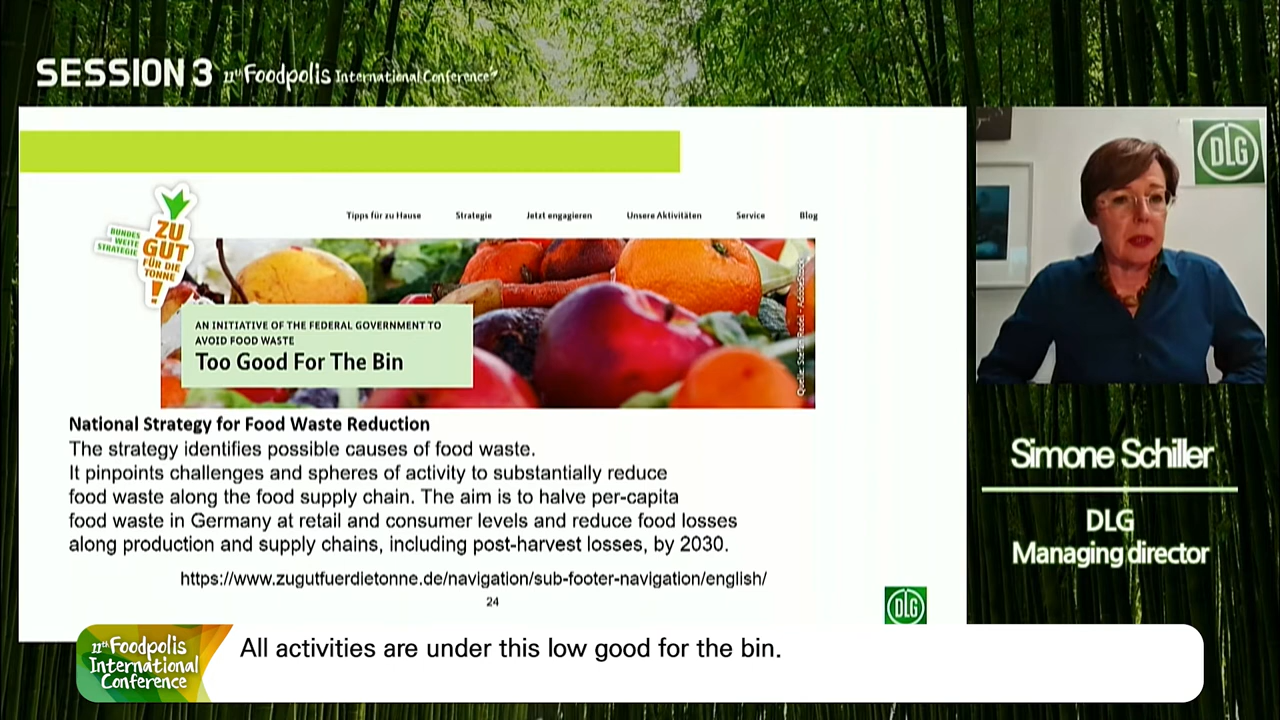 SESSION 3 11th Foodpolis International Conference
DLG
ZU
GUT
FÜR DIE
TONNE
!
BUNDES
WEITE
STRATEGIE
Tipps für zu Hause Strategie Jetzt engagieren Unsere Aktivitäten Service Blog
AN INITIATIVE OF THE FEDERAL GOVERNMENT TO
AVOID FOOD WASTE
Too Good For The Bin
Quelle: Stefan Redel - AdobeStock
National Strategy for Food Waste Reduction
The strategy identifies possible causes of food waste.
It pinpoints challenges and spheres of activity to substantially reduce
food waste along the food supply chain. The aim is to halve per-capita
food waste in Germany at retail and consumer levels and reduce food losses
along production and supply chains, including post-harvest losses, by 2030.
https://www.zugutfuerdietonne.de/navigation/sub-footer-navigation/english/
24
DLG
Simone Schiller
DLG
Managing director
11th Foodpolis
International
Conference
All activities are under this low good for the bin.